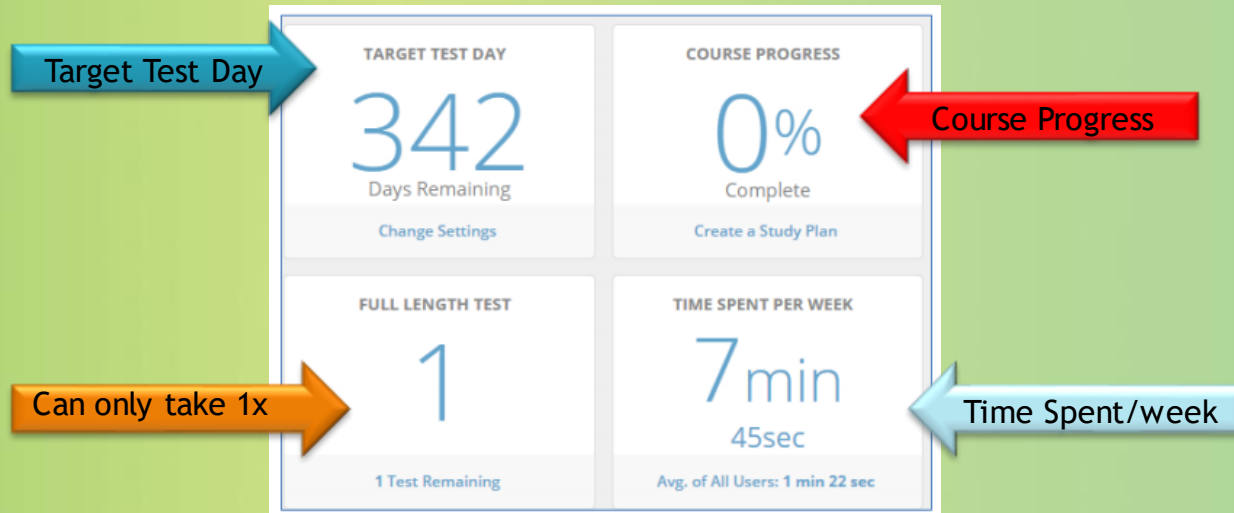 Target Test Day
TARGET TEST DAY
342
Days Remaining
Change Settings
COURSE PROGRESS
0%
Complete
Create a Study Plan
Course Progress
Can only take 1x
FULL LENGTH TEST
1
1 Test Remaining
TIME SPENT PER WEEK
7min
45sec
Avg. of All Users: 1 min 22 sec
Time Spent/week